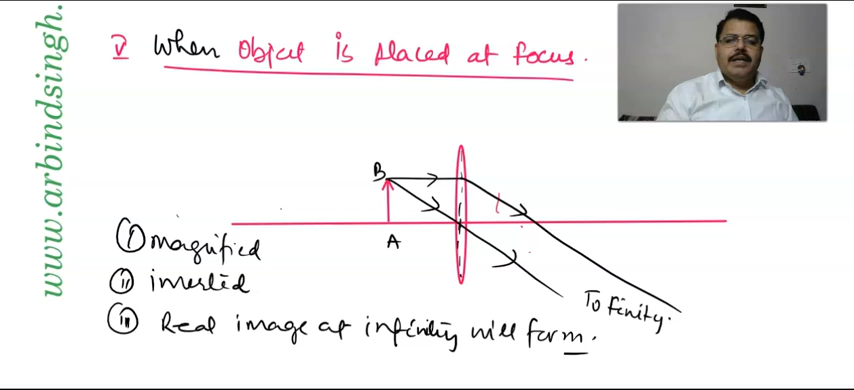 www.arbindsingh.
V When Object is placed at focus.
B
A
(i) magnified
(ii) inverted
(iii) Real image at infinity will form.
To finity.